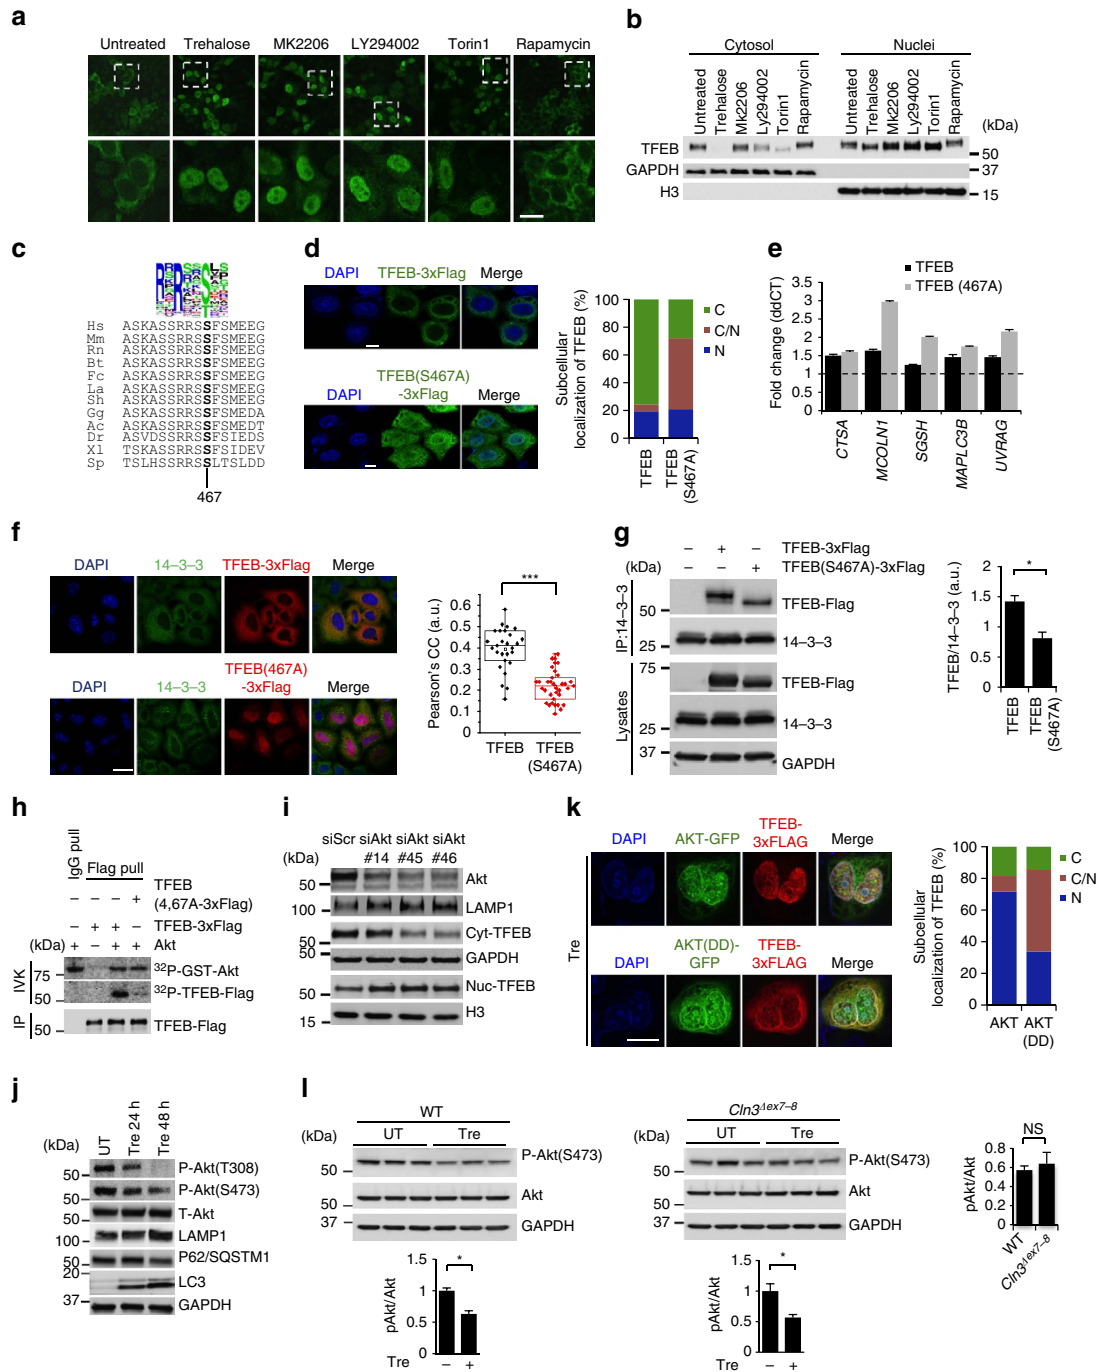 a
Untreated Trehalose MK2206 LY294002 Torin1 Rapamycin
b
Cytosol Nuclei
Untreated Trehalose Mk2206 Ly294002 Torin1 Rapamycin Untreated Trehalose Mk2206 LY294002 Torin1 Rapamycin (kDa)
TFEB 50
GAPDH 37
H3 15
c
Hs ASKASSRRSSFSMEEG
Mm ASKASSRRSSFSMEEG
Rn ASKASSRRSSFSMEEG
Bt ASKASSRRSSFSMEEG
Fc ASKASSRRSSFSMEEG
La ASKASSRRSSFSMEEG
Sh ASKASSRRSSFSMEEG
Gg ASKASSRRSSFSMEDA
Ac ASKASSRRSSFSMEDT
Dr ASVDSSRRSSFSIEDS
Xl ASKASSRRSSFSIDEV
Sp TSLHSSRRSSLTSLDD
467
d
DAPI TFEB-3xFlag Merge
DAPI TFEB(S467A)-3xFlag Merge
Subcellular localization of TFEB (%)
100
80
60
40
20
0
C
C/N
N
TFEB TFEB (S467A)
e
TFEB
TFEB (467A)
Fold change (ddCT)
3.5
3
2.5
2
1.5
1
0.5
0
CTSA MCOLN1 SGSH MAPLC3B UVRAG
f
DAPI 14–3–3 TFEB-3xFlag Merge
DAPI 14–3–3 TFEB(467A)-3xFlag Merge
***
Pearson's CC (a.u.)
0.6
0.5
0.4
0.3
0.2
0.1
0
TFEB TFEB (S467A)
g
– + – TFEB-3xFlag
– – + TFEB(S467A)-3xFlag
(kDa)
IP:14–3–3
50 TFEB-Flag
25 14–3–3
Lysates
75 TFEB-Flag
25 14–3–3
37 GAPDH
TFEB/14–3–3 (a.u.)
*
2
1.5
1
0.5
0
TFEB TFEB (S467A)
h
IgG pull Flag pull
– – – + TFEB (4,67A-3xFlag)
– + + – TFEB-3xFlag
(kDa) + – + + Akt
IVK
75 32P-GST-Akt
50 32P-TFEB-Flag
IP
50 TFEB-Flag
i
siScr siAkt siAkt siAkt
(kDa) #14 #45 #46
50 Akt
100 LAMP1
50 Cyt-TFEB
37 GAPDH
50 Nuc-TFEB
15 H3
k
Tre
DAPI AKT-GFP TFEB-3xFLAG Merge
DAPI AKT(DD)-GFP TFEB-3xFLAG Merge
Subcellular localization of TFEB (%)
100
80
60
40
20
0
C
C/N
N
AKT AKT (DD)
j
(kDa) UT Tre 24 h Tre 48 h
50 P-Akt(T308)
50 P-Akt(S473)
50 T-Akt
100 LAMP1
50 P62/SQSTM1
20 LC3
37 GAPDH
l
WT
UT Tre
(kDa)
50 P-Akt(S473)
50 Akt
37 GAPDH
pAkt/Akt
*
1.5
1
0.5
0
Tre – +
Cln3Δex7–8
UT Tre
(kDa)
50 P-Akt(S473)
50 Akt
37 GAPDH
pAkt/Akt
*
1.5
1
0.5
0
Tre – +
NS
pAkt/Akt
0.8
0.6
0.4
0.2
0
WT Cln3Δex7–8